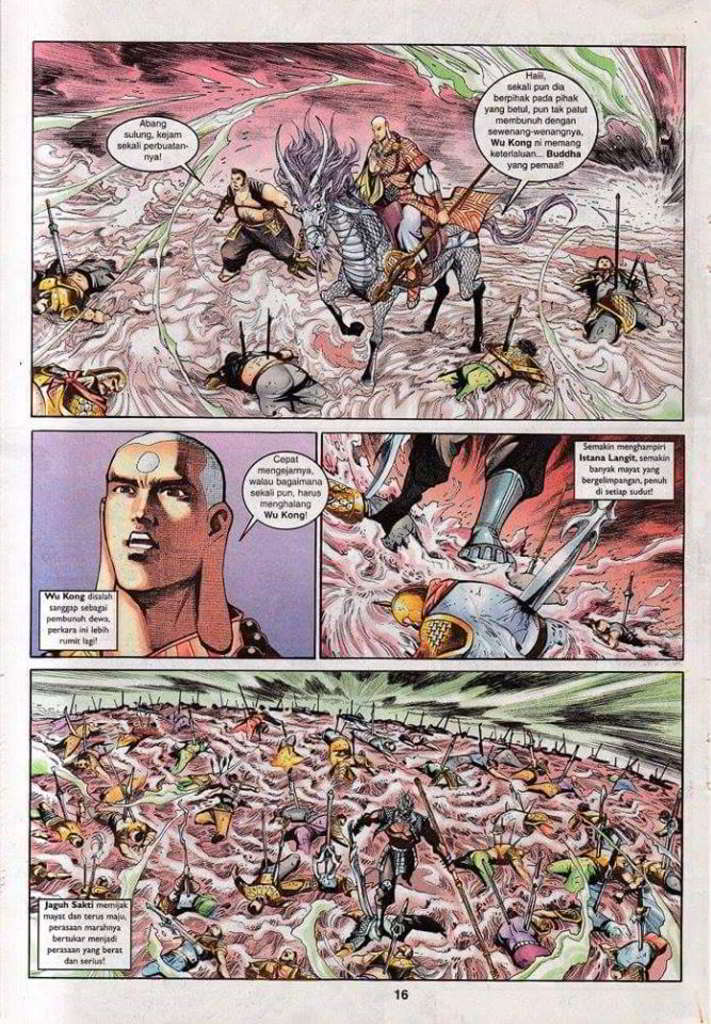 Abang
sulung, kejam
sekali perbuatan-
nya!
Haiii,
sekali pun dia
berpihak pada pihak
yang betul, pun tak patut
membunuh dengan
sewenang-wenangnya,
Wu Kong ni memang
keterlaluan... Buddha
yang pemaaf!
Cepat
mengejarnya,
walau bagaimana
sekali pun, harus
menghalang
Wu Kong!
Wu Kong disalah
sanggap sebagai
pembunuh dewa,
perkara ini lebih
rumit lagi!
Semakin menghampiri
Istana Langit, semakin
banyak mayat yang
bergelimpangan, penuh
di setiap sudut!
Jaguh Sakti memijak
mayat dan terus maju,
perasaan marahnya
bertukar menjadi
perasaan yang berat
dan serius!
16